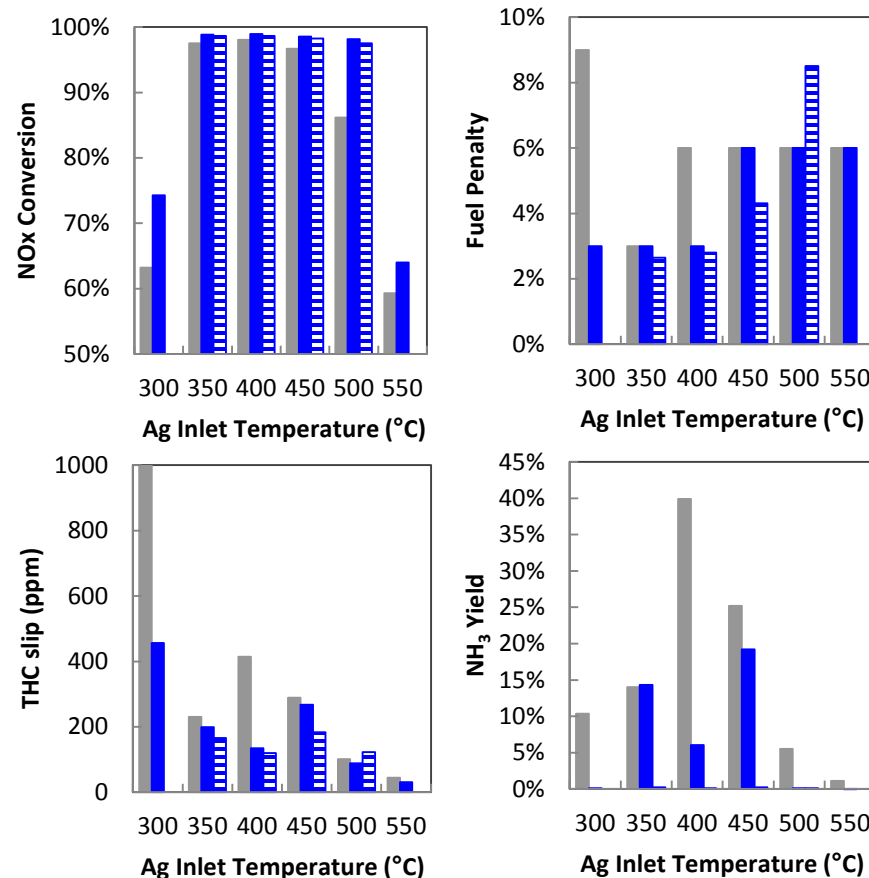 100%
90%
80%
70%
60%
50%
NOx Conversion
300 350 400 450 500 550
Ag Inlet Temperature (°C)
10%
8%
6%
4%
2%
0%
Fuel Penalty
300 350 400 450 500 550
Ag Inlet Temperature (°C)
1000
800
600
400
200
0
THC slip (ppm)
300 350 400 450 500 550
Ag Inlet Temperature (°C)
45%
40%
35%
30%
25%
20%
15%
10%
5%
0%
NH₃ Yield
300 350 400 450 500 550
Ag Inlet Temperature (°C)